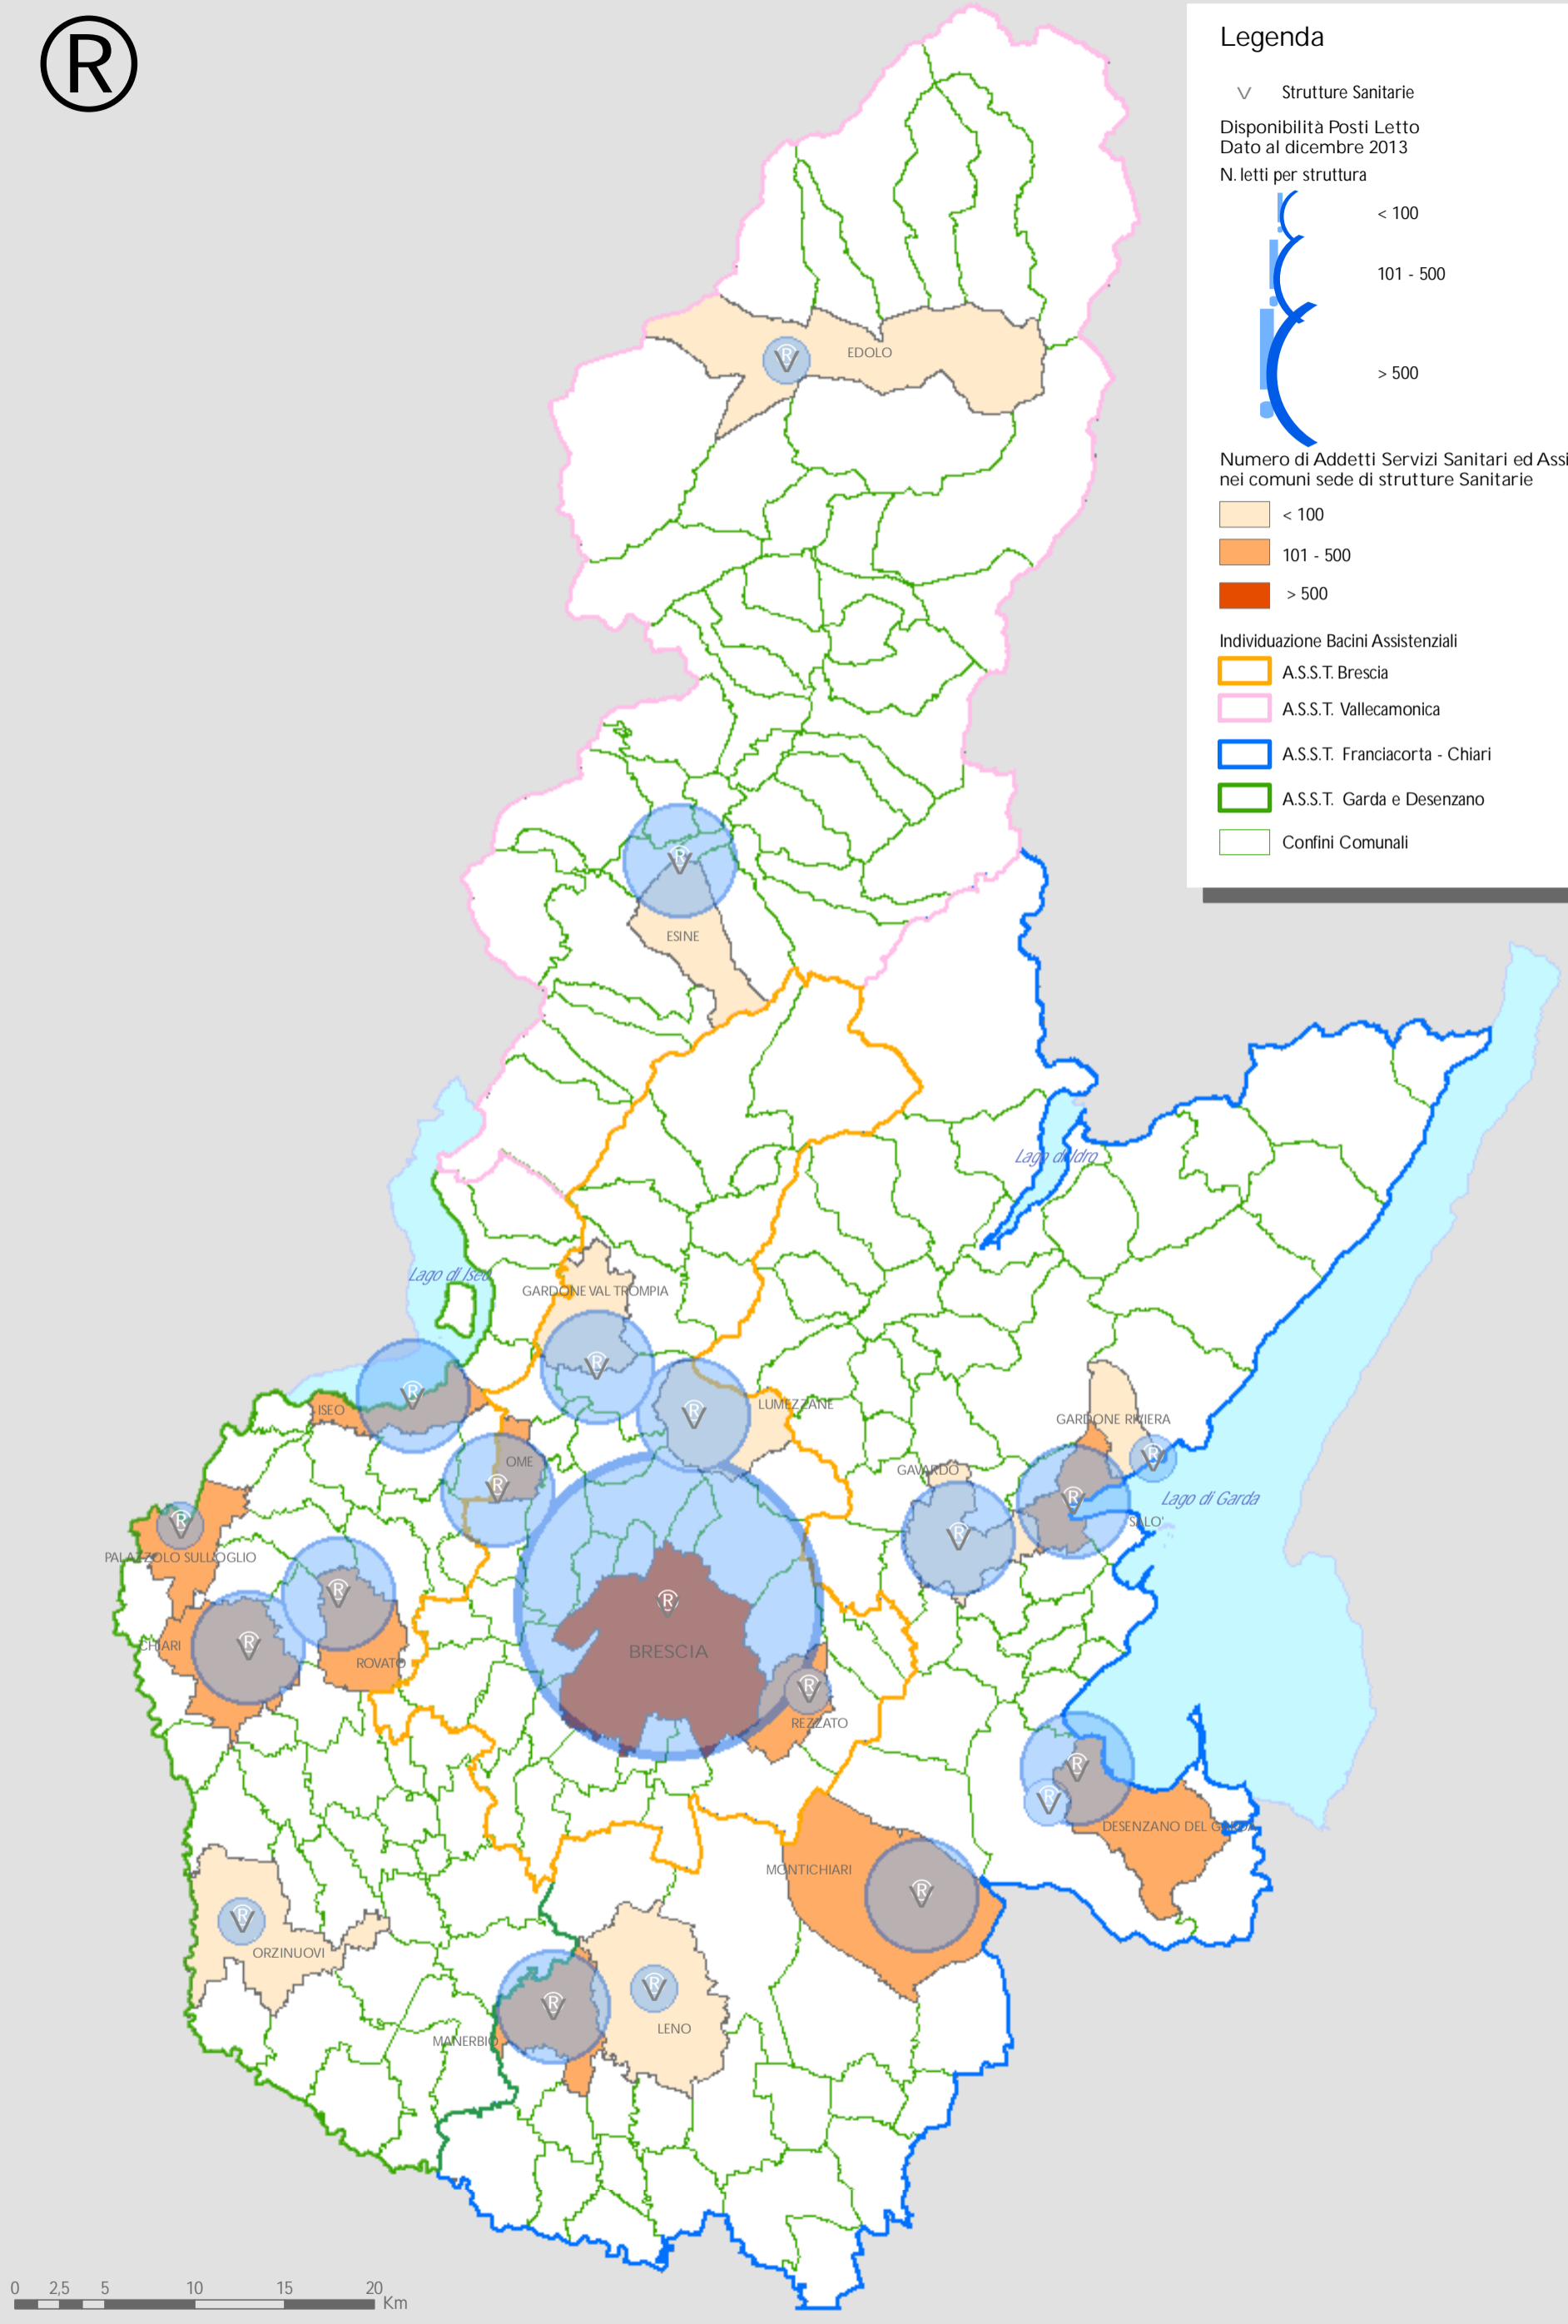 ®
Legenda
Strutture Sanitarie
Disponibilità Posti Letto
Dato al dicembre 2013
N. letti per struttura
< 100
101 - 500
> 500
Numero di Addetti Servizi Sanitari ed Assi
nei comuni sede di strutture Sanitarie
< 100
101 - 500
> 500
Individuazione Bacini Assistenziali
A.S.S.T. Brescia
A.S.S.T. Vallecamonica
A.S.S.T. Franciacorta - Chiari
A.S.S.T. Garda e Desenzano
Confini Comunali
EDOLO
ESINE
Lago di Idro
Lago di Iseo
GARDONE VAL TROMPIA
LUMEZZANE
ISEO
GARDONE RIVIERA
OME
GAVARDO
Lago di Garda
SALO'
PALAZZOLO SULL'OGLIO
CHIARI
ROVATO
BRESCIA
REZZATO
DESENZANO DEL GARDA
MONTICHIARI
ORZINUOVI
LENO
MANERBIO
0 2,5 5 10 15 20
Km